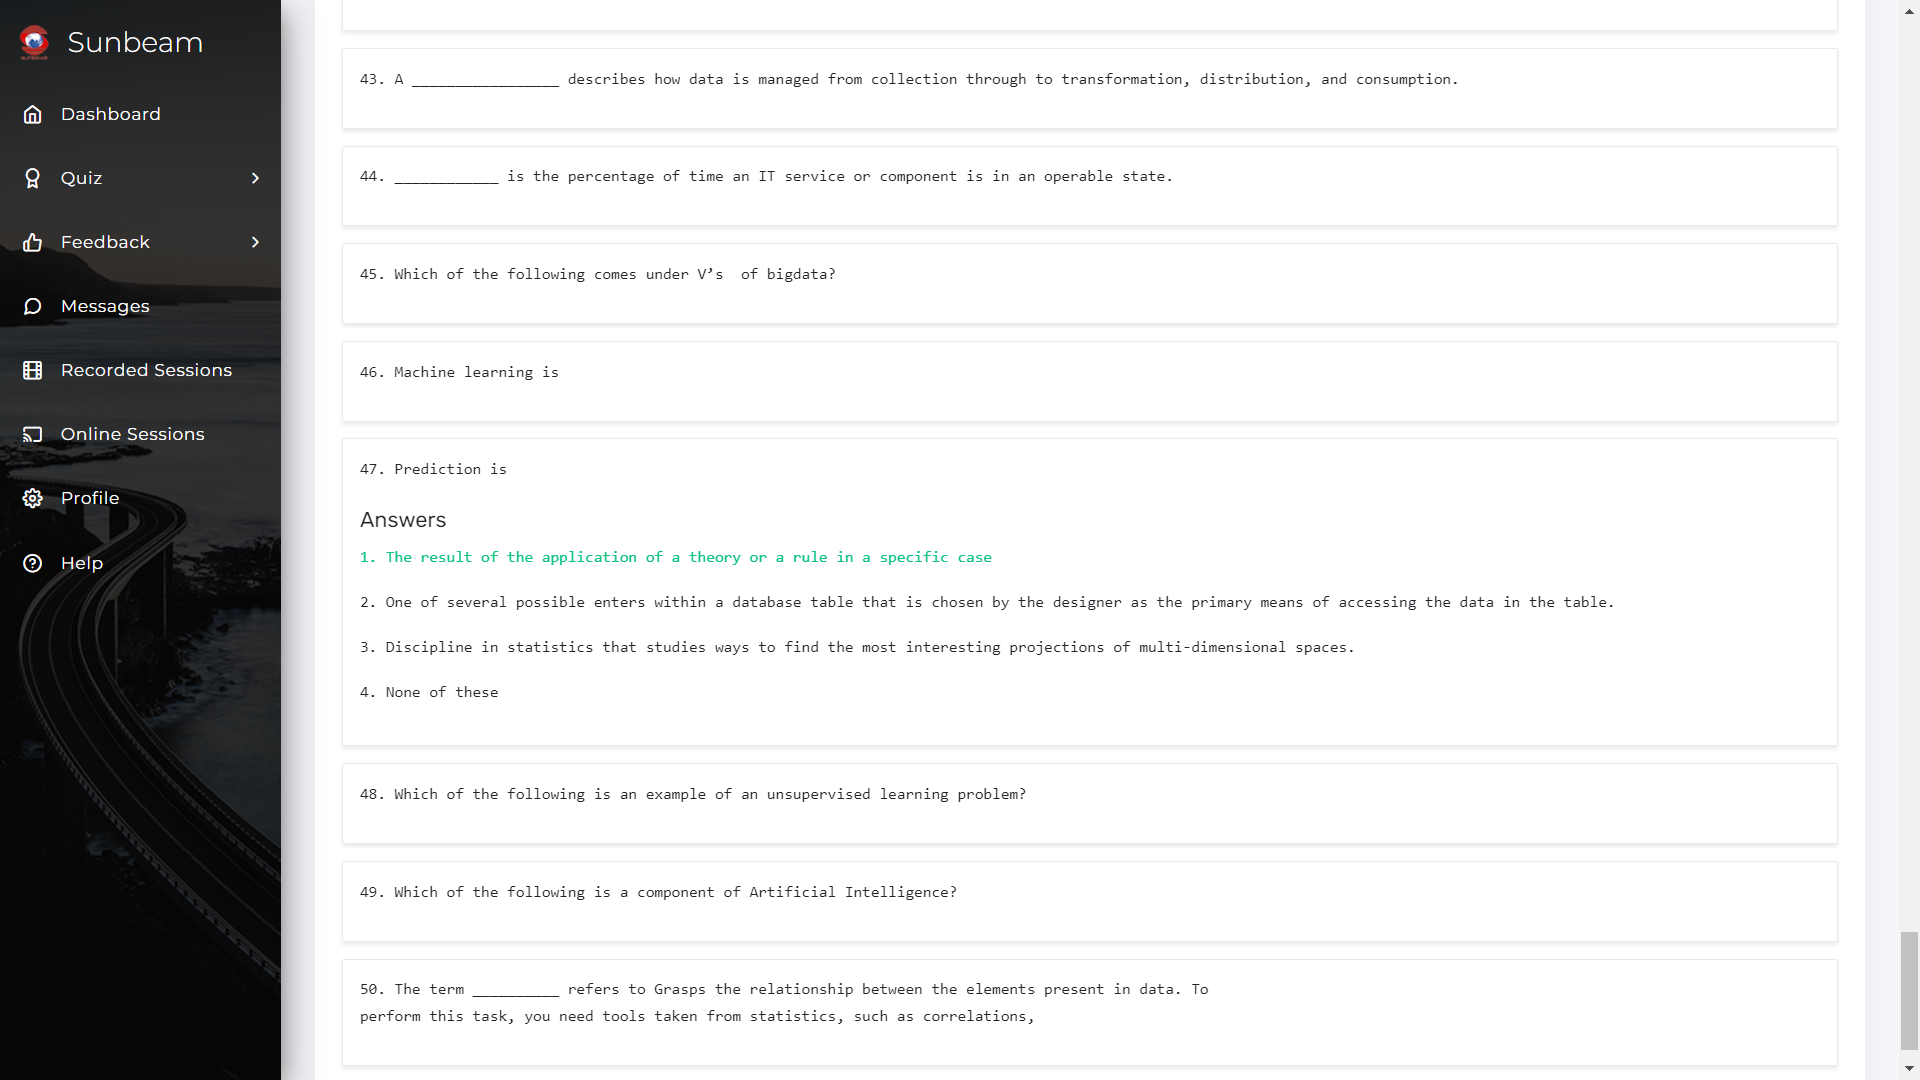 Sunbeam
Dashboard
Quiz
Feedback
Messages
Recorded Sessions
Online Sessions
Profile
Help
43. A _________________ describes how data is managed from collection through to transformation, distribution, and consumption.
44. ____________ is the percentage of time an IT service or component is in an operable state.
45. Which of the following comes under V’s  of bigdata?
46. Machine learning is
47. Prediction is
Answers
1. The result of the application of a theory or a rule in a specific case
2. One of several possible enters within a database table that is chosen by the designer as the primary means of accessing the data in the table.
3. Discipline in statistics that studies ways to find the most interesting projections of multi-dimensional spaces.
4. None of these
48. Which of the following is an example of an unsupervised learning problem?
49. Which of the following is a component of Artificial Intelligence?
50. The term __________ refers to Grasps the relationship between the elements present in data. To
perform this task, you need tools taken from statistics, such as correlations,